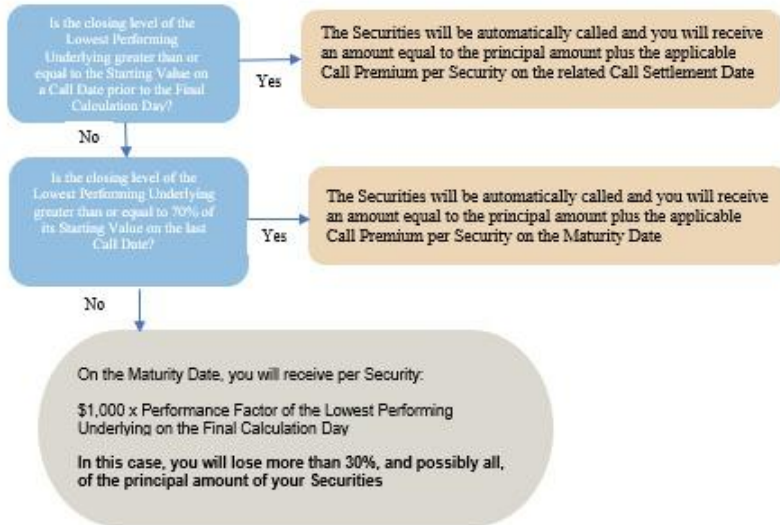 Is the closing level of the
Lowest Performing
Underlying greater than or
equal to the Starting Value on
a Call Date prior to the Final
Calculation Day?
Yes
The Securities will be automatically called and you will receive
an amount equal to the principal amount plus the applicable
Call Premium per Security on the related Call Settlement Date
No
Is the closing level of the
Lowest Performing Underlying
greater than or equal to 70% of
its Starting Value on the last
Call Date?
Yes
The Securities will be automatically called and you will receive
an amount equal to the principal amount plus the applicable
Call Premium per Security on the Maturity Date
No
On the Maturity Date, you will receive per Security:
$1,000 x Performance Factor of the Lowest Performing
Underlying on the Final Calculation Day
In this case, you will lose more than 30%, and possibly all,
of the principal amount of your Securities